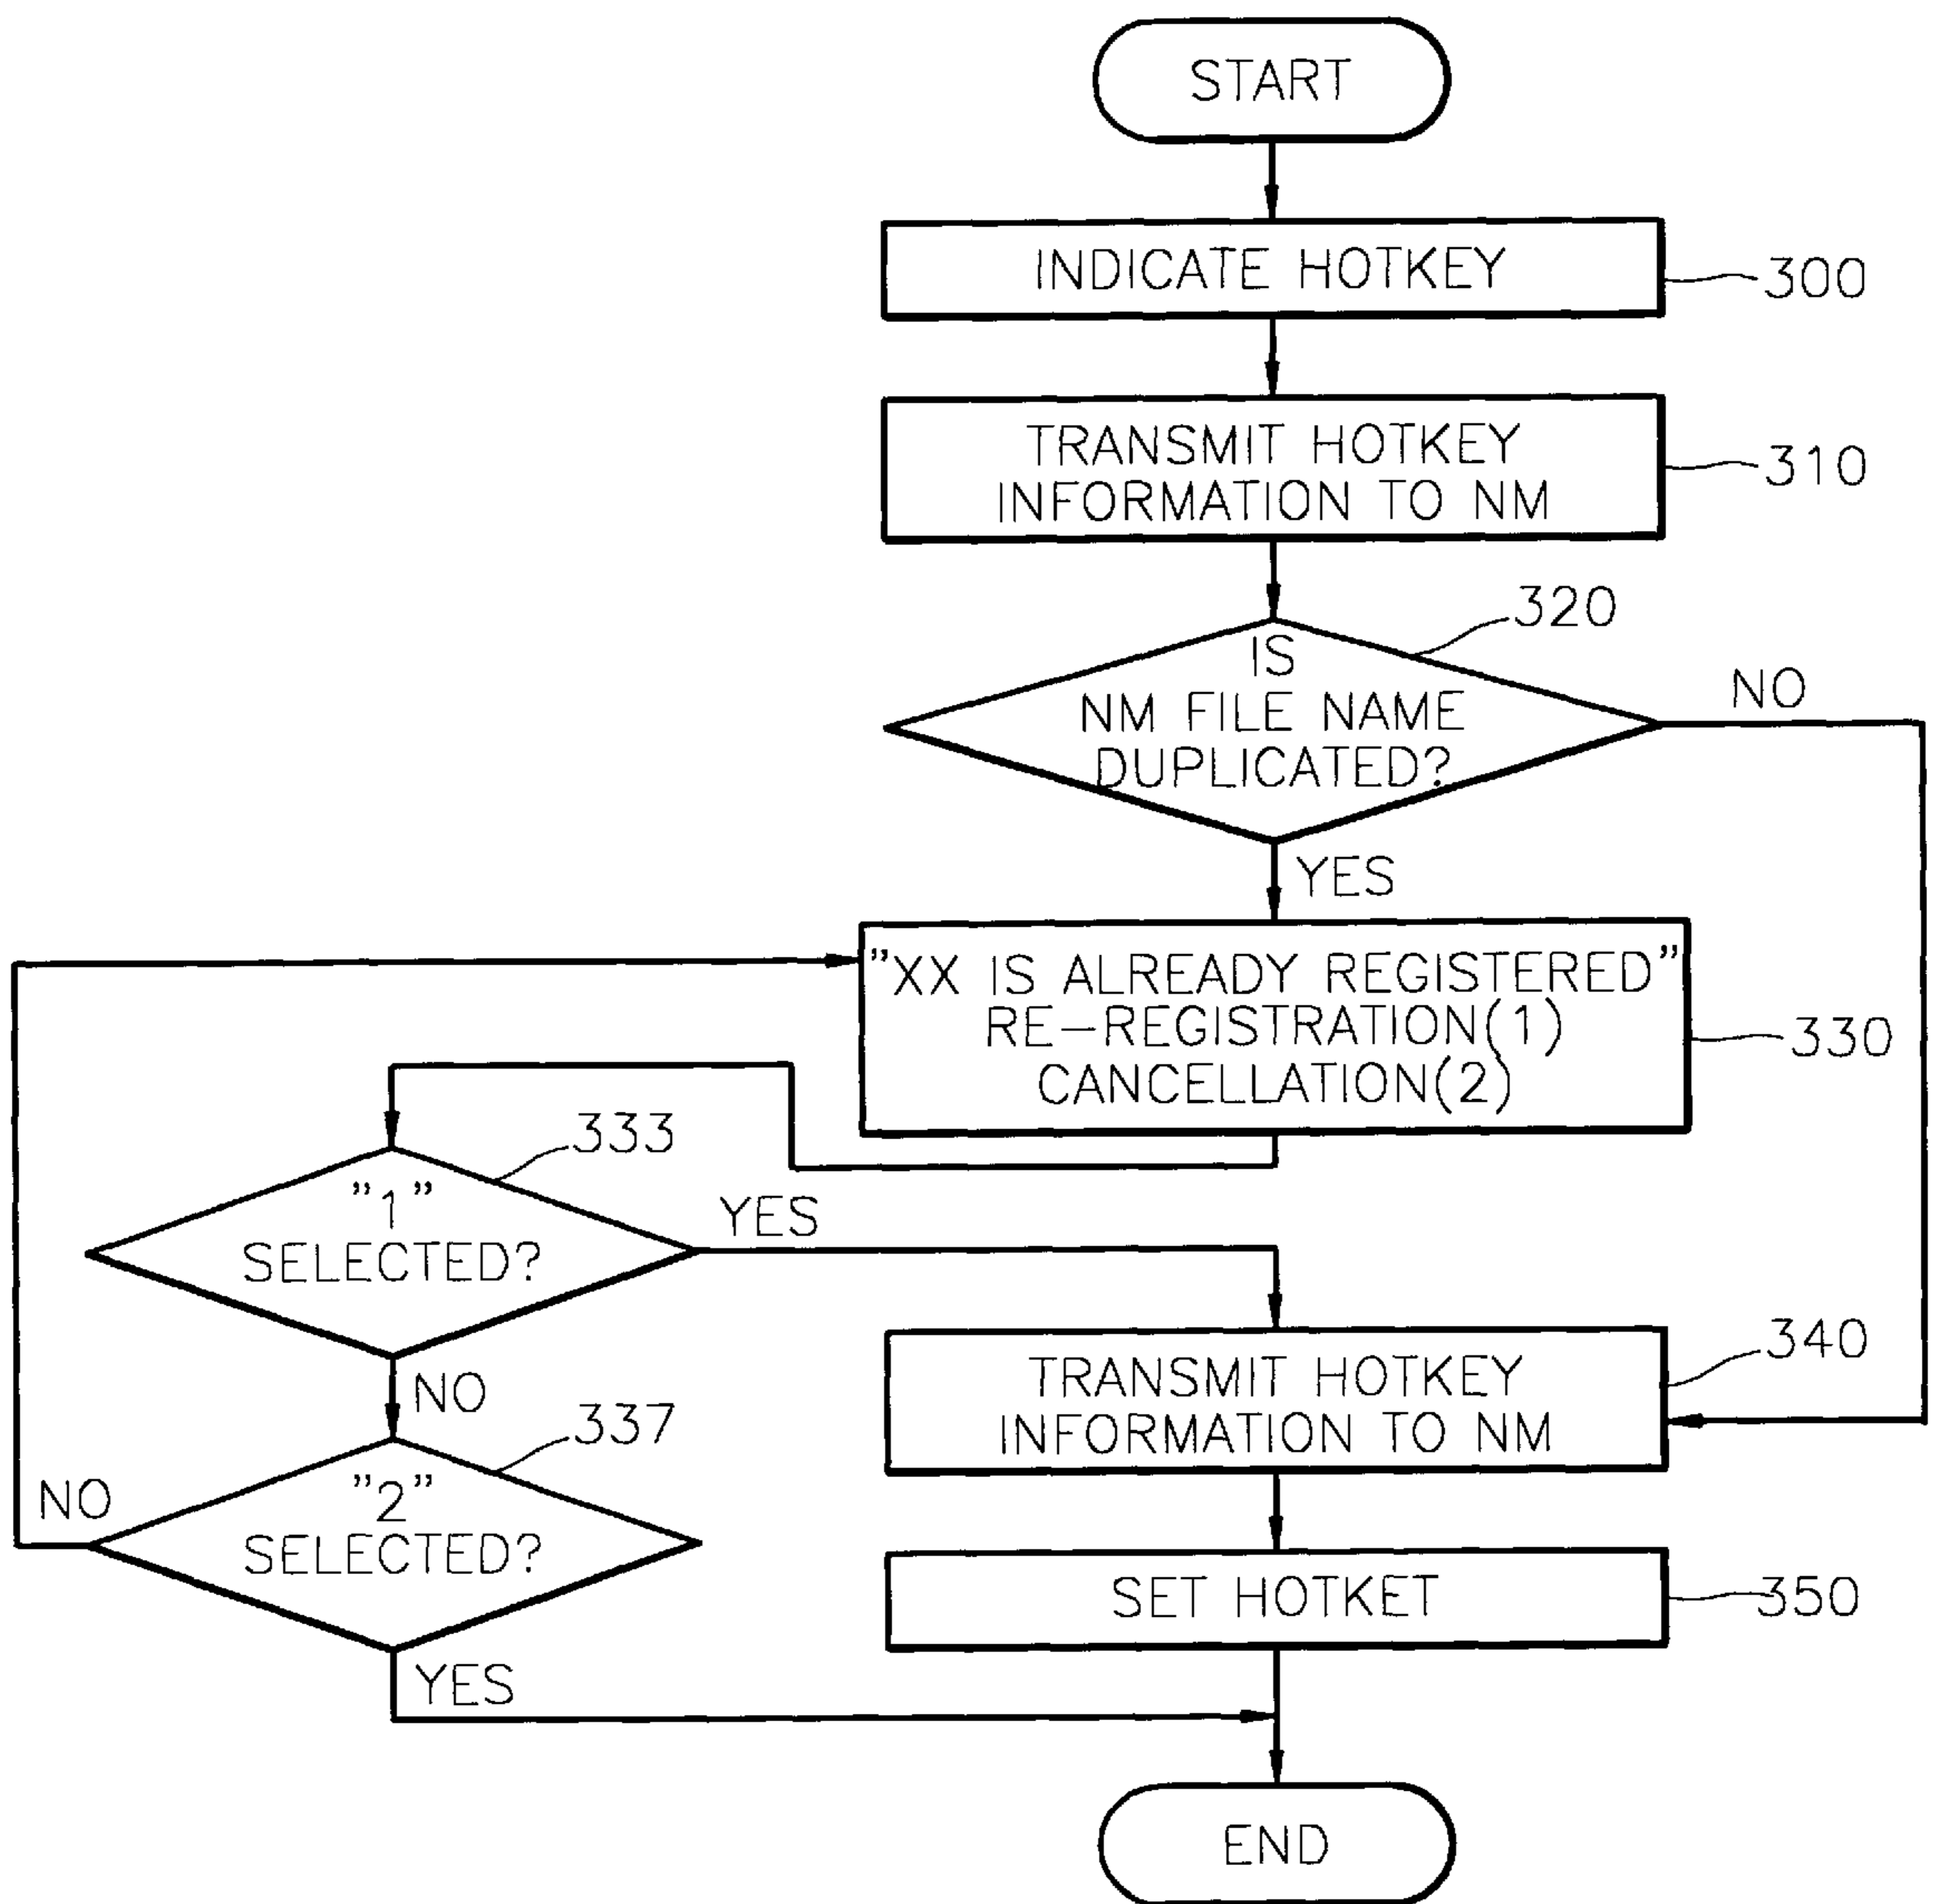 START
INDICATE HOTKEY
300
TRANSMIT HOTKEY
INFORMATION TO NM
310
320
IS
NM FILE NAME
DUPLICATED?
NO
YES
”XX IS ALREADY REGISTERED”
RE-REGISTRATION(1)
CANCELLATION(2)
330
333
”1”
SELECTED?
YES
NO
340
TRANSMIT HOTKEY
INFORMATION TO NM
337
”2”
SELECTED?
NO
YES
SET HOTKET
350
END